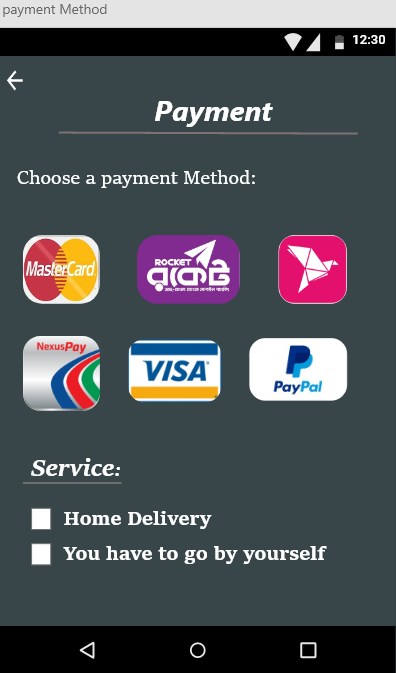 payment Method
12:30
Payment
Choose a payment Method:
MasterCard
ROCKET
রকেট
NexusPay
VISA
PayPal
Service:
Home Delivery
You have to go by yourself